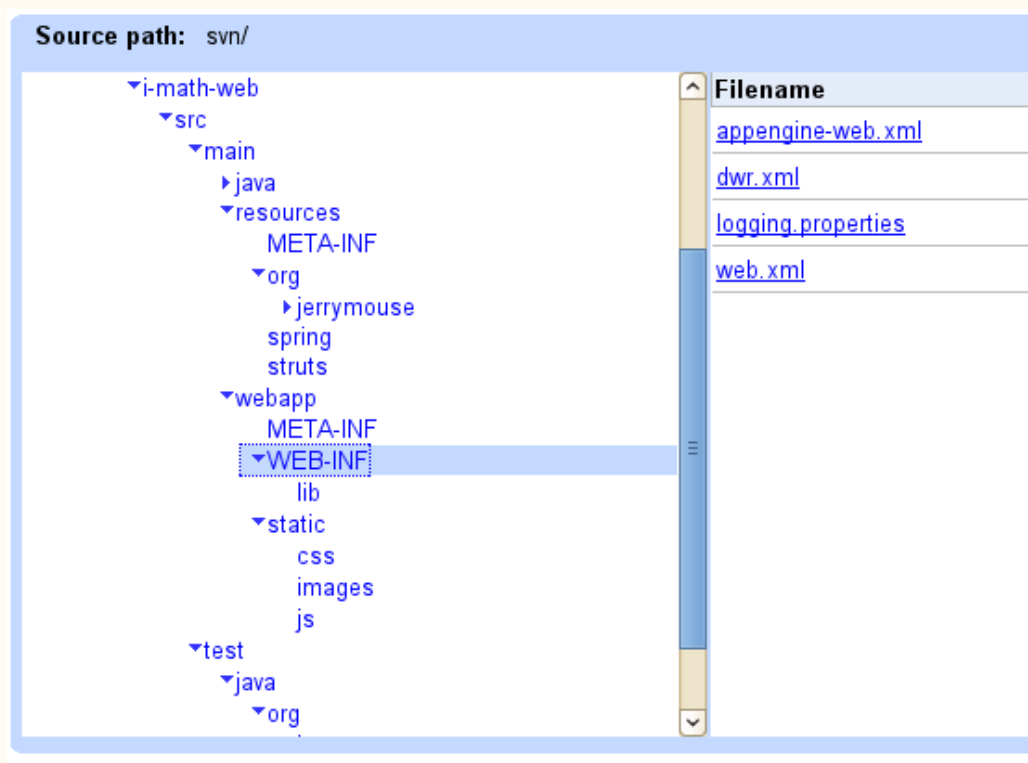 Source path: svn/
i-math-web
src
main
java
resources
META-INF
org
jerrymouse
spring
struts
webapp
META-INF
WEB-INF
lib
static
css
images
js
test
java
org
Filename
appengine-web.xml
dwr.xml
logging.properties
web.xml